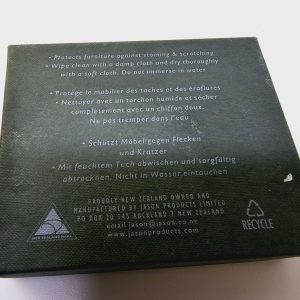 • Protects furniture against staining & scratching
• Wipe clean with a damp cloth and dry thoroughly
with a soft cloth. Do not immerse in water
• Protège le mobilier des taches et des éraflures
• Nettoyer avec un torchon humide et sécher
complètement avec un chiffon doux.
Ne pas tremper dans l'eau
• Schützt Möbel gegen Flecken
und Kratzer
• Mit feuchtem Tuch abwischen und sorgfältig
abtrocknen. Nicht in Wasser eintauchen
PROUDLY NEW ZEALAND OWNED AND
MANUFACTURED BY JASON PRODUCTS LIMITED
PO BOX 20 145 AUCKLAND 7 NEW ZEALAND
email jason@jason.co.nz
www.jasonproducts.com
NEW ZEALAND MADE
RECYCLE